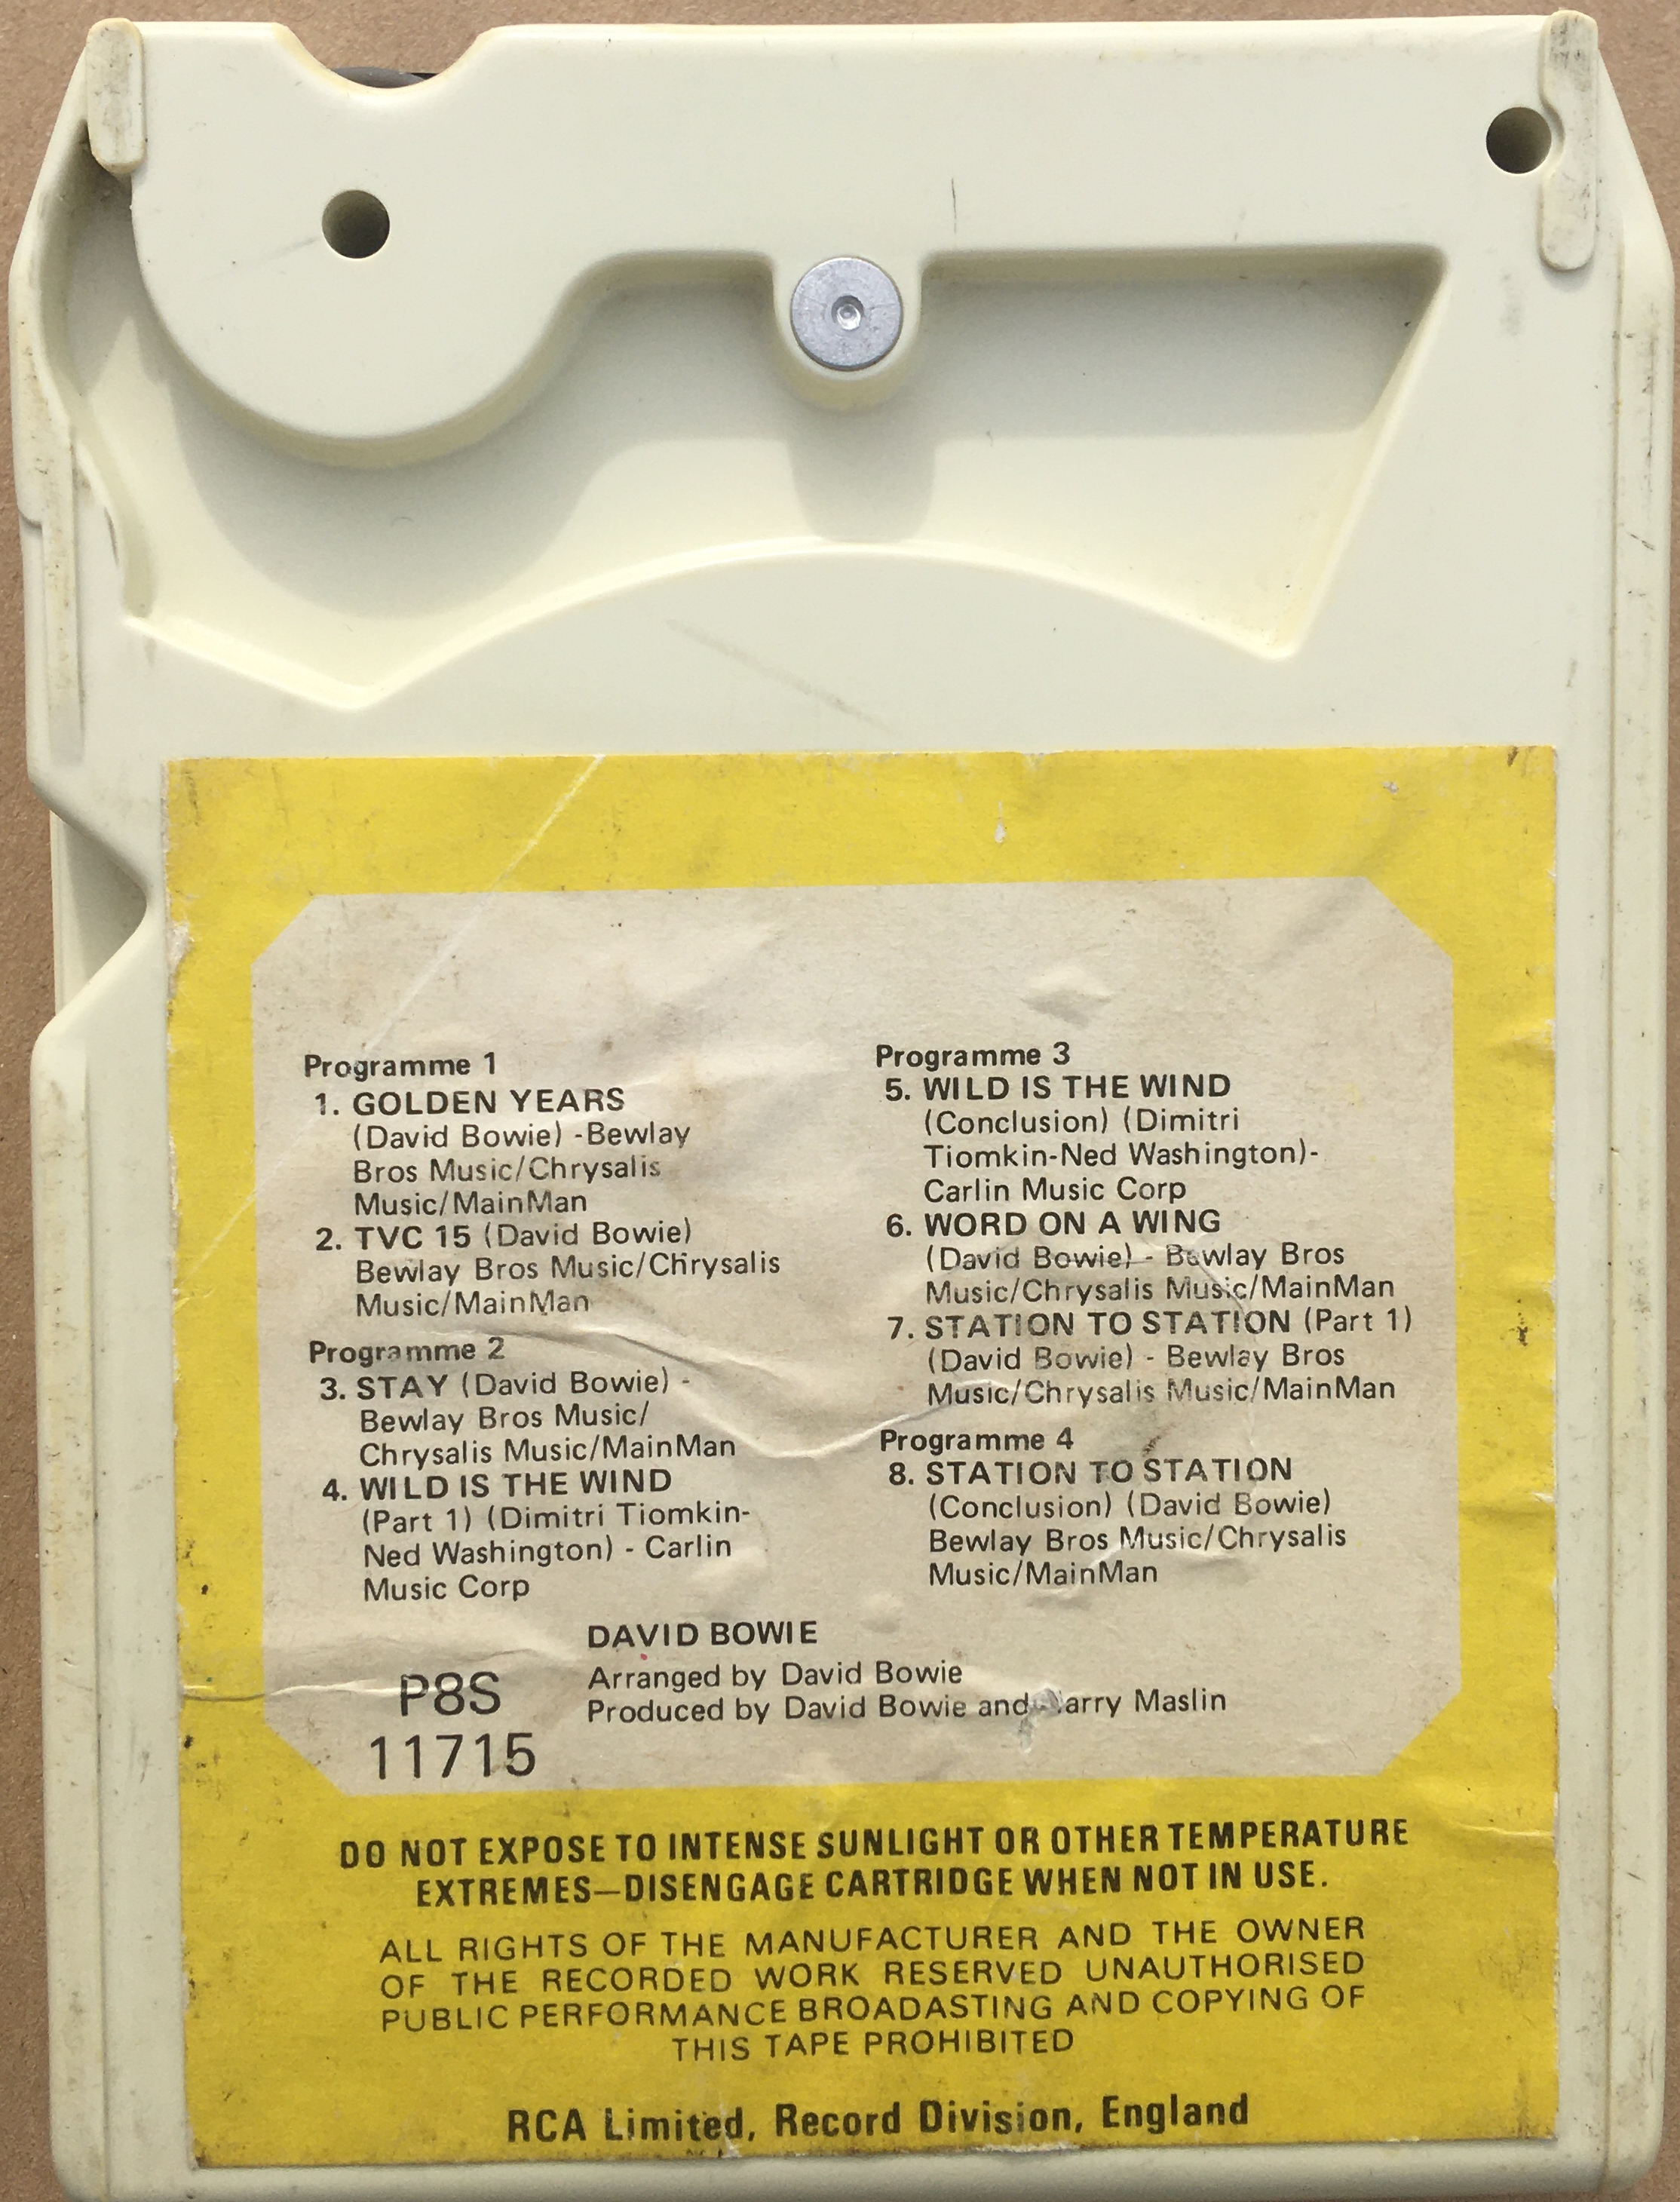 Programme 1
1. GOLDEN YEARS
(David Bowie) -Bewlay
Bros Music/Chrysalis
Music/MainMan
2. TVC 15 (David Bowie)
Bewlay Bros Music/Chrysalis
Music/MainMan
Programme 2
3. STAY (David Bowie) -
Bewlay Bros Music/
Chrysalis Music/MainMan
4. WILD IS THE WIND
(Part 1) (Dimitri Tiomkin-
Ned Washington) - Carlin
Music Corp
Programme 3
5. WILD IS THE WIND
(Conclusion) (Dimitri
Tiomkin-Ned Washington)-
Carlin Music Corp
6. WORD ON A WING
(David Bowie) - Bewlay Bros
Music/Chrysalis Music/MainMan
7. STATION TO STATION (Part 1)
(David Bowie) - Bewlay Bros
Music/Chrysalis Music/MainMan
Programme 4
8. STATION TO STATION
(Conclusion) (David Bowie)
Bewlay Bros Music/Chrysalis
Music/MainMan
DAVID BOWIE
Arranged by David Bowie
Produced by David Bowie and Maslin
P8S
11715
DO NOT EXPOSE TO INTENSE SUNLIGHT OR OTHER TEMPERATURE
EXTREMES—DISENGAGE CARTRIDGE WHEN NOT IN USE.
ALL RIGHTS OF THE MANUFACTURER AND THE OWNER
OF THE RECORDED WORK RESERVED UNAUTHORISED
PUBLIC PERFORMANCE BROADASTING AND COPYING OF
THIS TAPE PROHIBITED
RCA Limited, Record Division, England